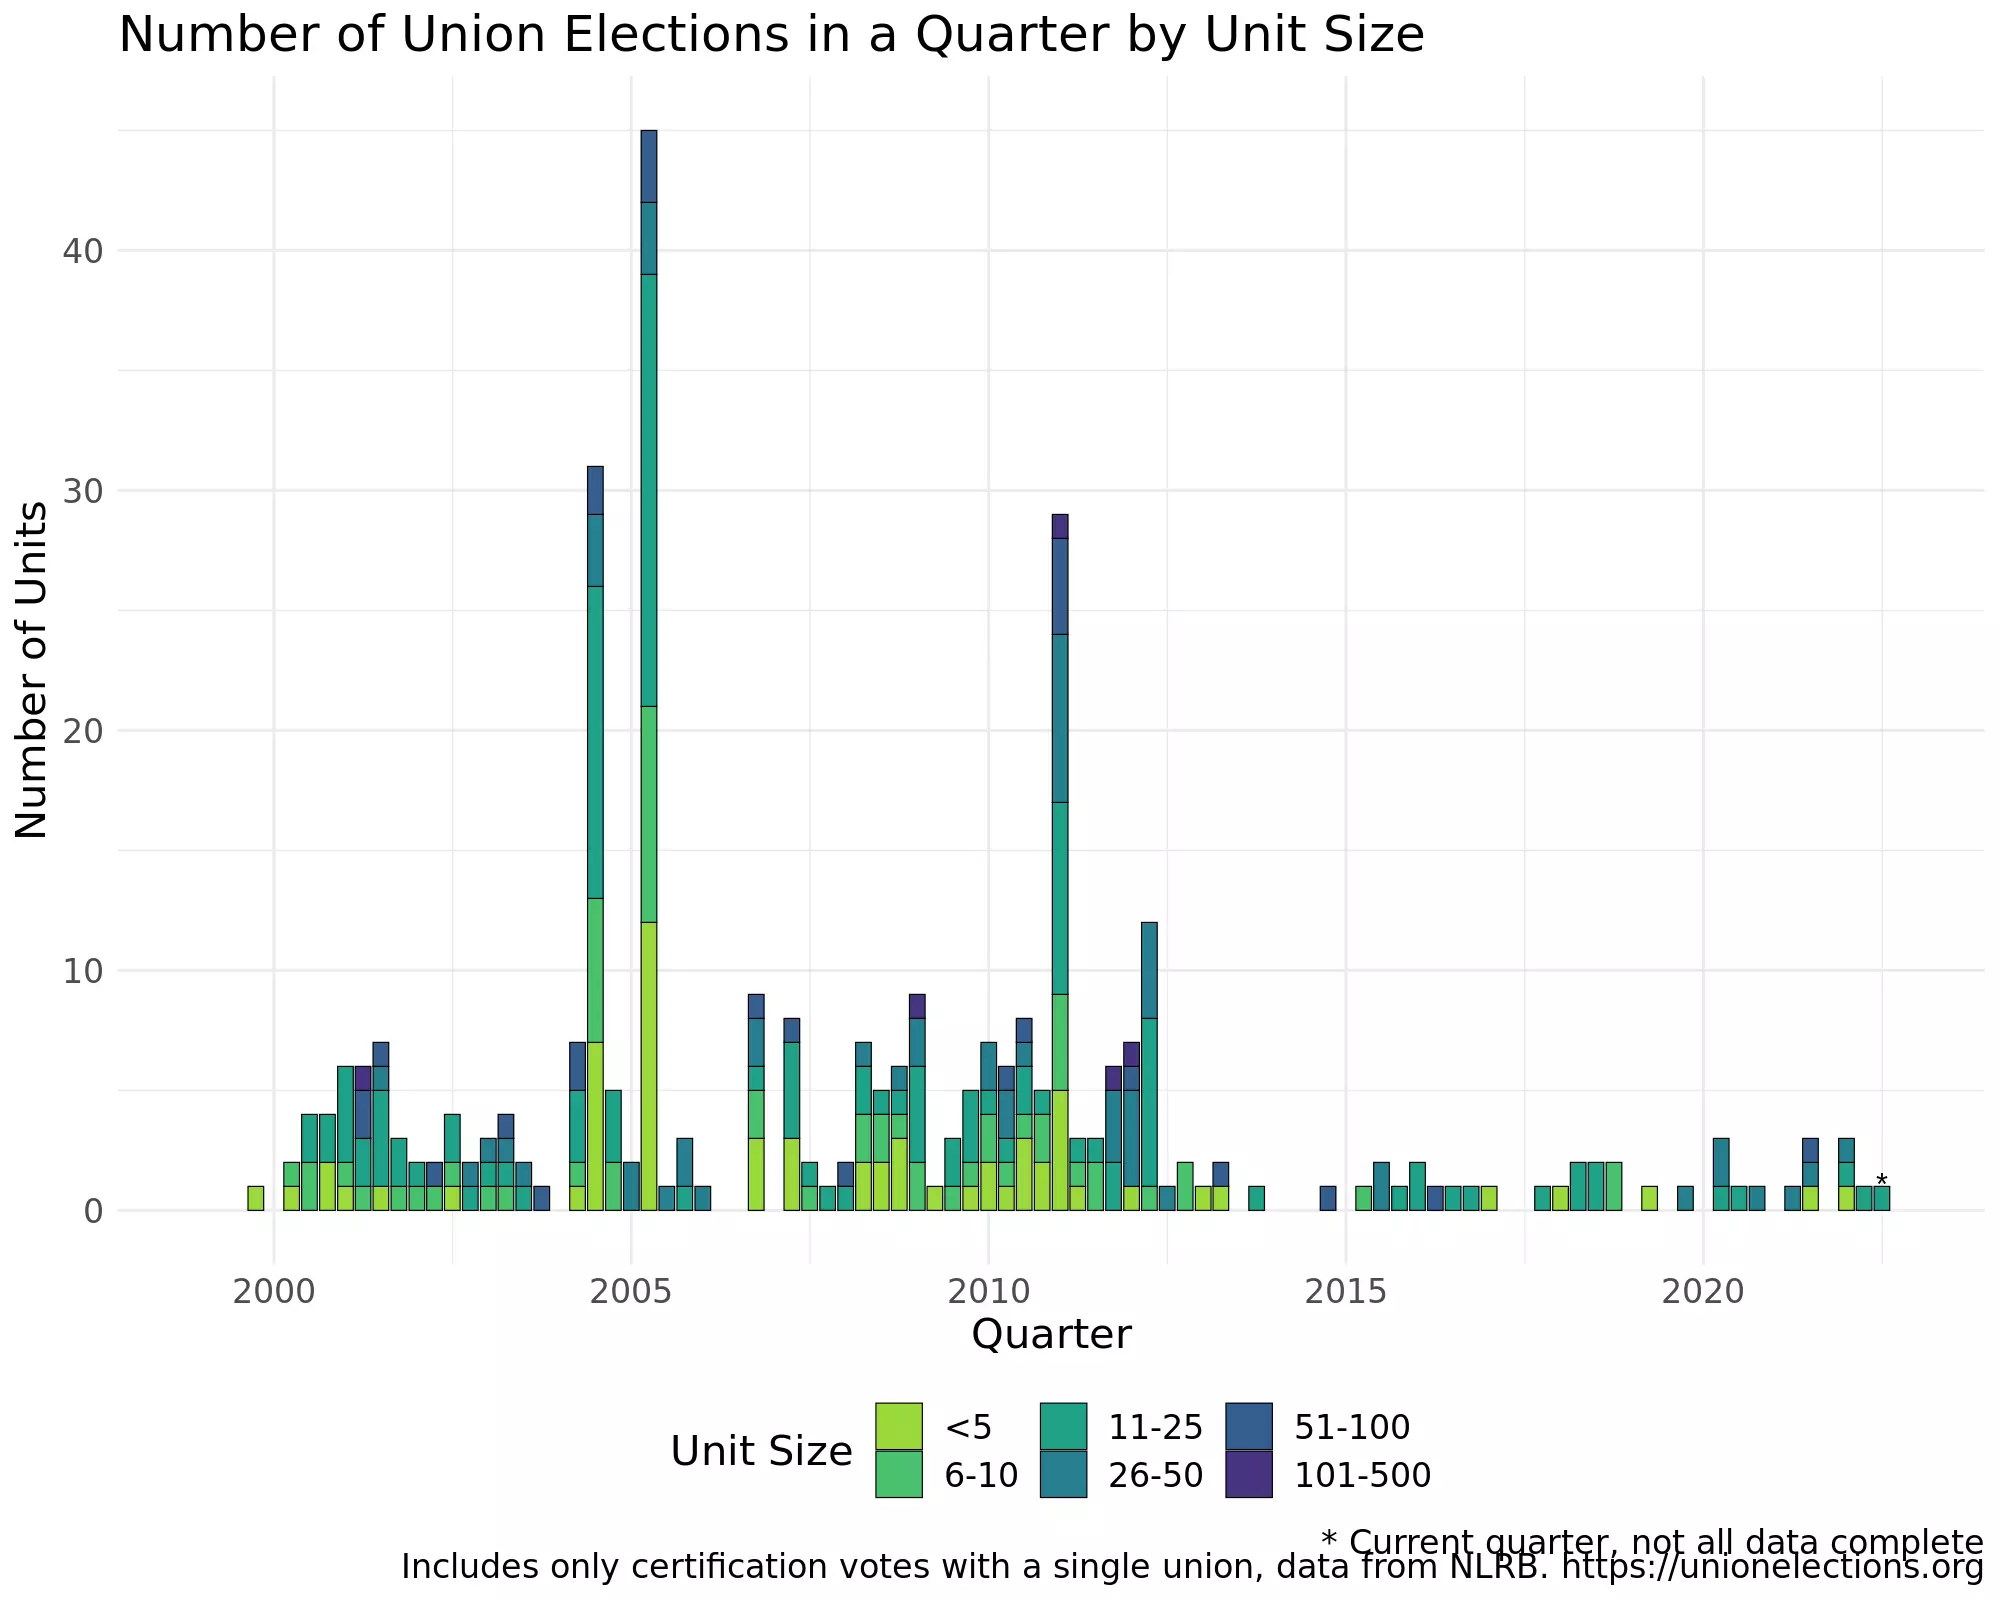 Number of Union Elections in a Quarter by Unit Size
Number of Units
40
30
20
10
0
*
2000 2005 2010 2015 2020
Quarter
Unit Size
<5 11-25 51-100
6-10 26-50 101-500
* Current quarter, not all data complete
Includes only certification votes with a single union, data from NLRB. https://unionelections.org